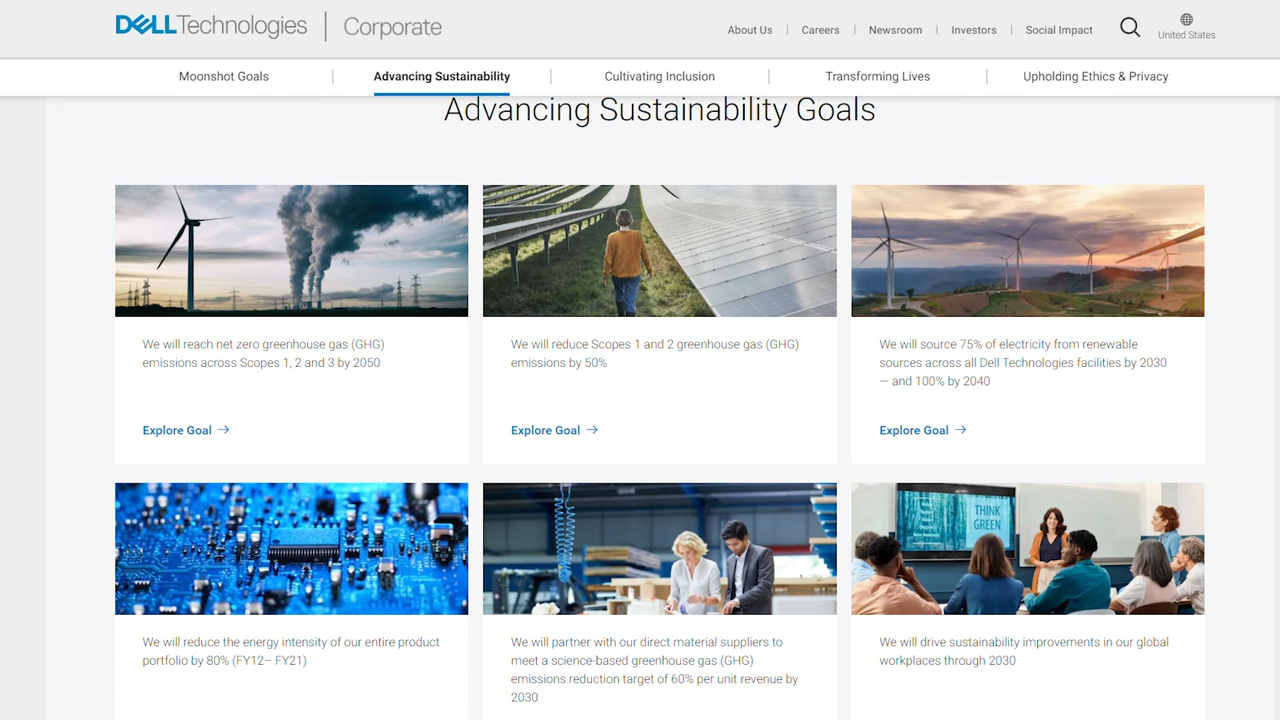 DELLTechnologies | Corporate
About Us | Careers | Newsroom | Investors | Social Impact
United States
Moonshot Goals | Advancing Sustainability | Cultivating Inclusion | Transforming Lives | Upholding Ethics & Privacy
Advancing Sustainability Goals
We will reach net zero greenhouse gas (GHG)
emissions across Scopes 1, 2 and 3 by 2050
Explore Goal →
We will reduce Scopes 1 and 2 greenhouse gas (GHG)
emissions by 50%
Explore Goal →
We will source 75% of electricity from renewable
sources across all Dell Technologies facilities by 2030
— and 100% by 2040
Explore Goal →
We will reduce the energy intensity of our entire product
portfolio by 80% (FY12– FY21)
We will partner with our direct material suppliers to
meet a science-based greenhouse gas (GHG)
emissions reduction target of 60% per unit revenue by
2030
THINK
GREEN
We will drive sustainability improvements in our global
workplaces through 2030